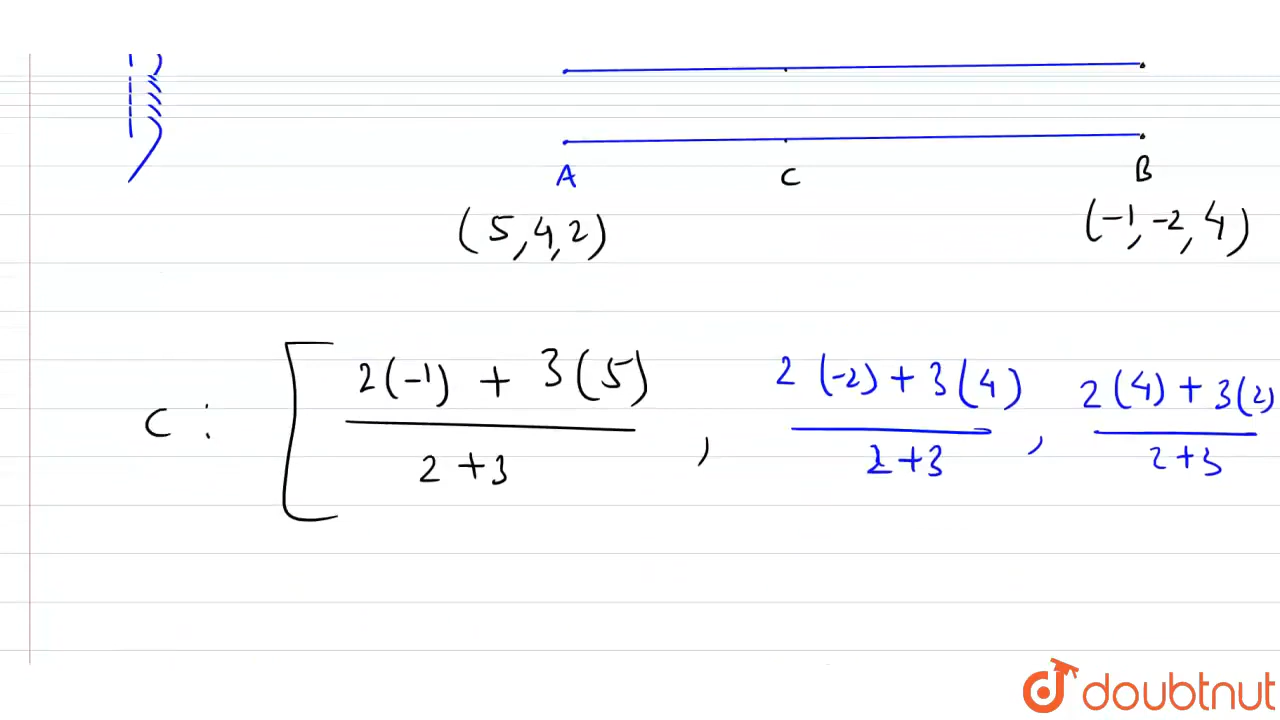 A C B
(5,4,2) (-1,-2,4)
C : [ 2(-1) + 3(5) / 2+3 , 2(-2)+3(4) / 2+3 , 2(4)+3(2) / 2+3
doubtnut